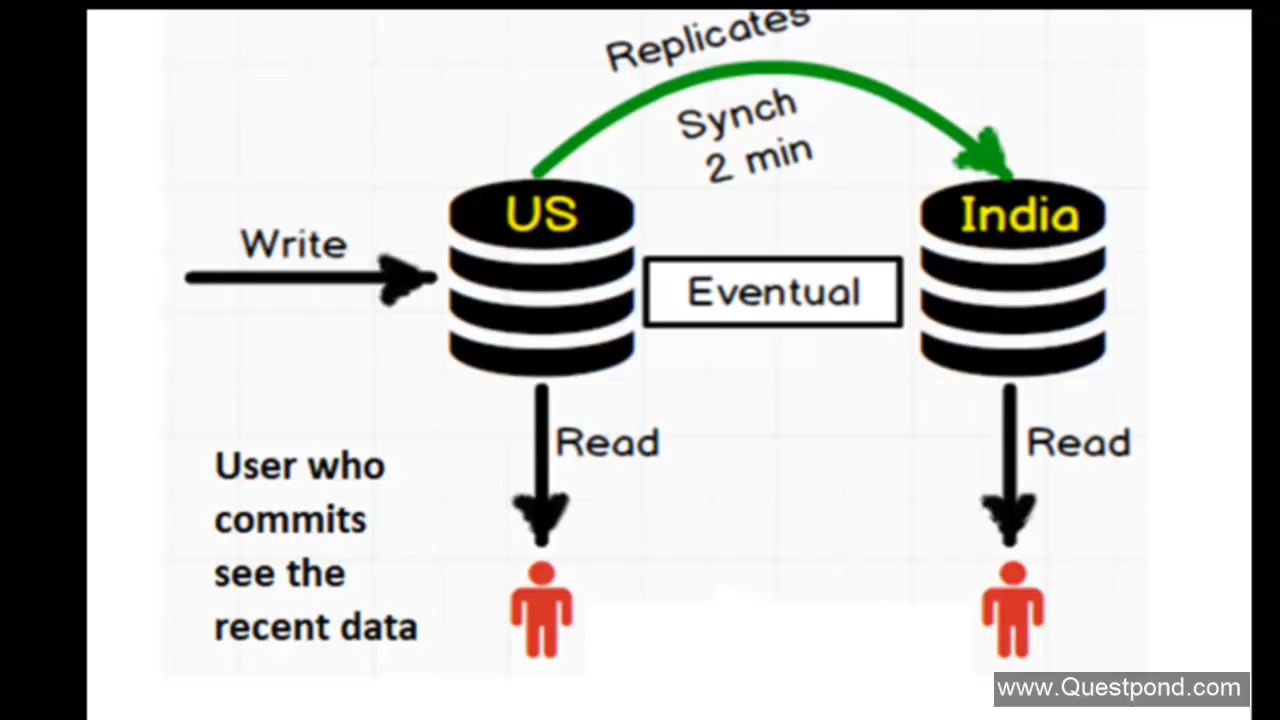 Replicates
Synch
2 min
US
India
Write
Eventual
Read
Read
User who
commits
see the
recent data
www.Questpond.com